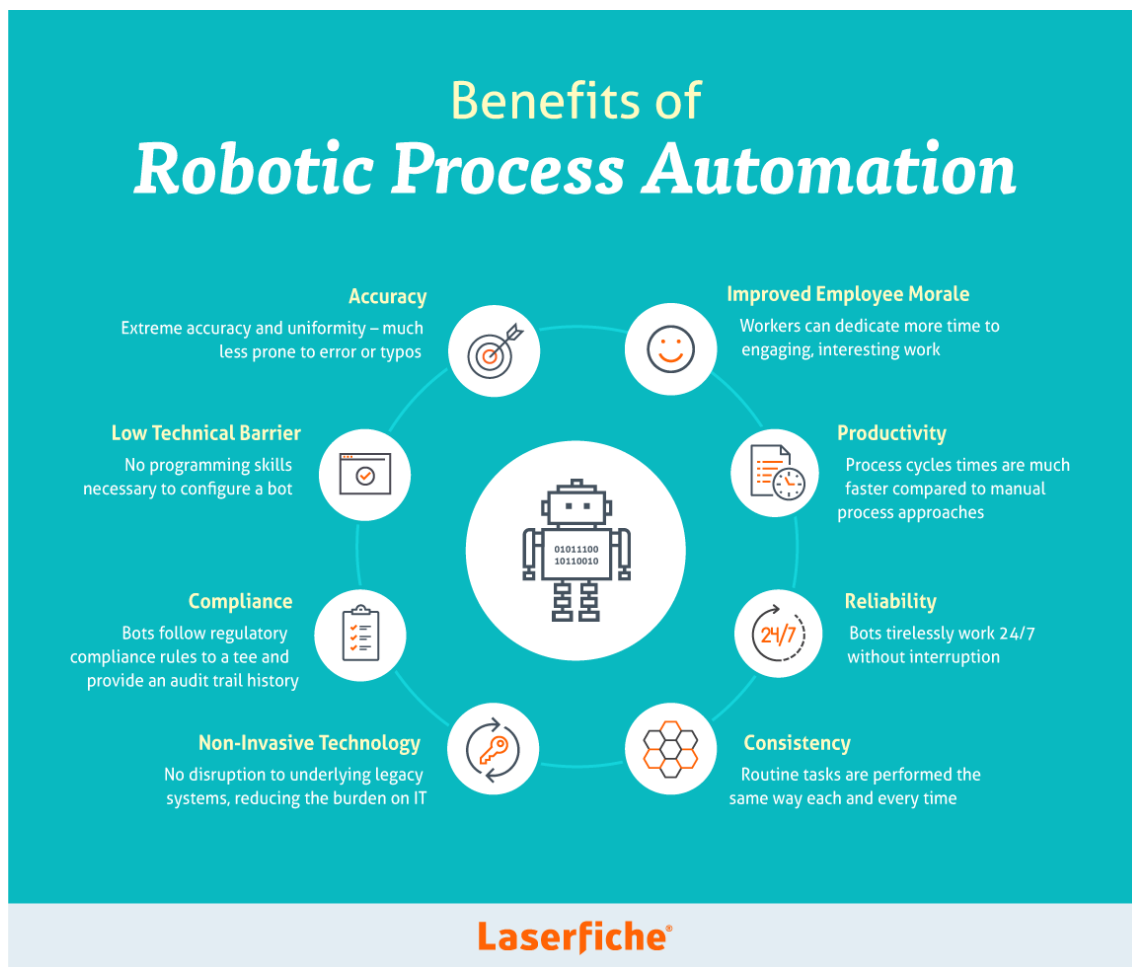 Benefits of
Robotic Process Automation
Accuracy
Extreme accuracy and uniformity – much
less prone to error or typos
Improved Employee Morale
Workers can dedicate more time to
engaging, interesting work
Low Technical Barrier
No programming skills
necessary to configure a bot
Productivity
Process cycles times are much
faster compared to manual
process approaches
01011100
10110010
Compliance
Bots follow regulatory
compliance rules to a tee and
provide an audit trail history
Reliability
24/7
Bots tirelessly work 24/7
without interruption
Non-Invasive Technology
No disruption to underlying legacy
systems, reducing the burden on IT
Consistency
Routine tasks are performed the
same way each and every time
Laserfiche®